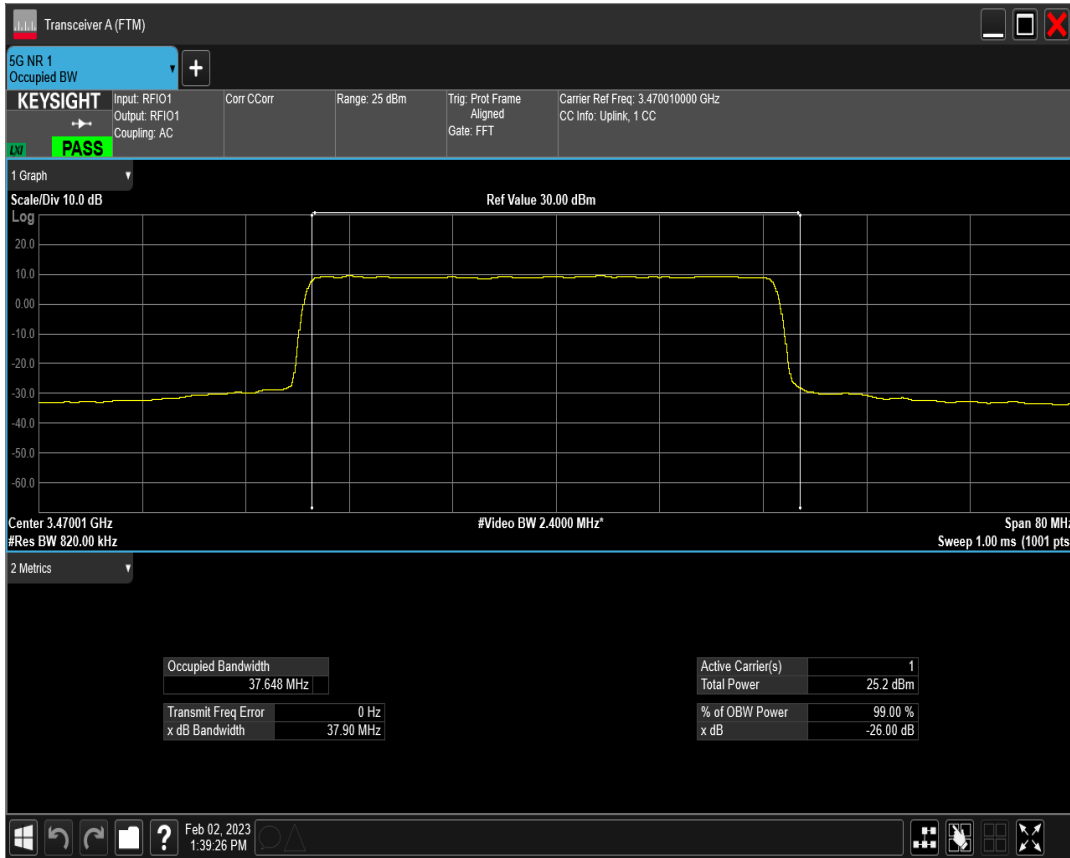 Transceiver A (FTM)
5G NR 1
Occupied BW
+
KEYSIGHT
LXI
PASS
Input: RFIO1
Output: RFIO1
Coupling: AC
Corr CCorr
Range: 25 dBm
Trig: Prot Frame
Aligned
Gate: FFT
Carrier Ref Freq: 3.470010000 GHz
CC Info: Uplink, 1 CC
1 Graph
Scale/Div 10.0 dB
Ref Value 30.00 dBm
Log
20.0
10.0
0.00
-10.0
-20.0
-30.0
-40.0
-50.0
-60.0
Center 3.47001 GHz
#Video BW 2.4000 MHz*
Span 80 MHz
#Res BW 820.00 kHz
Sweep 1.00 ms (1001 pts
2 Metrics
Occupied Bandwidth
37.648 MHz
Transmit Freq Error 0 Hz
x dB Bandwidth 37.90 MHz
Active Carrier(s) 1
Total Power 25.2 dBm
% of OBW Power 99.00 %
x dB -26.00 dB
?
Feb 02, 2023
1:39:26 PM